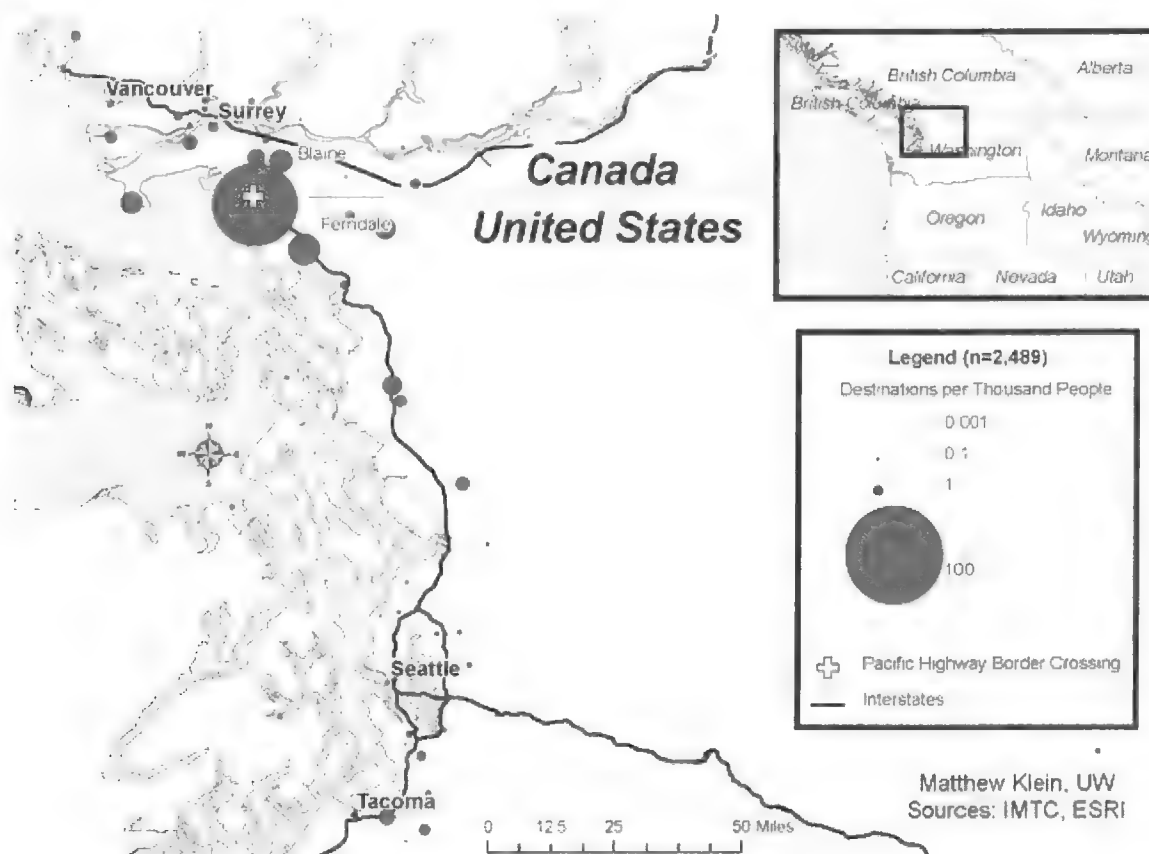 Vancouver
Surrey
Blaine
Ferndale
Canada
United States
Seattle
Tacoma
0 12.5 25 50 Miles
British Columbia
Alberta
British Columbia
Washington
Montana
Oregon
Idaho
Wyoming
California Nevada Utah
Legend (n=2,489)
Destinations per Thousand People
0.001
0.1
1
100
Pacific Highway Border Crossing
Interstates
Matthew Klein, UW
Sources: IMTC, ESRI